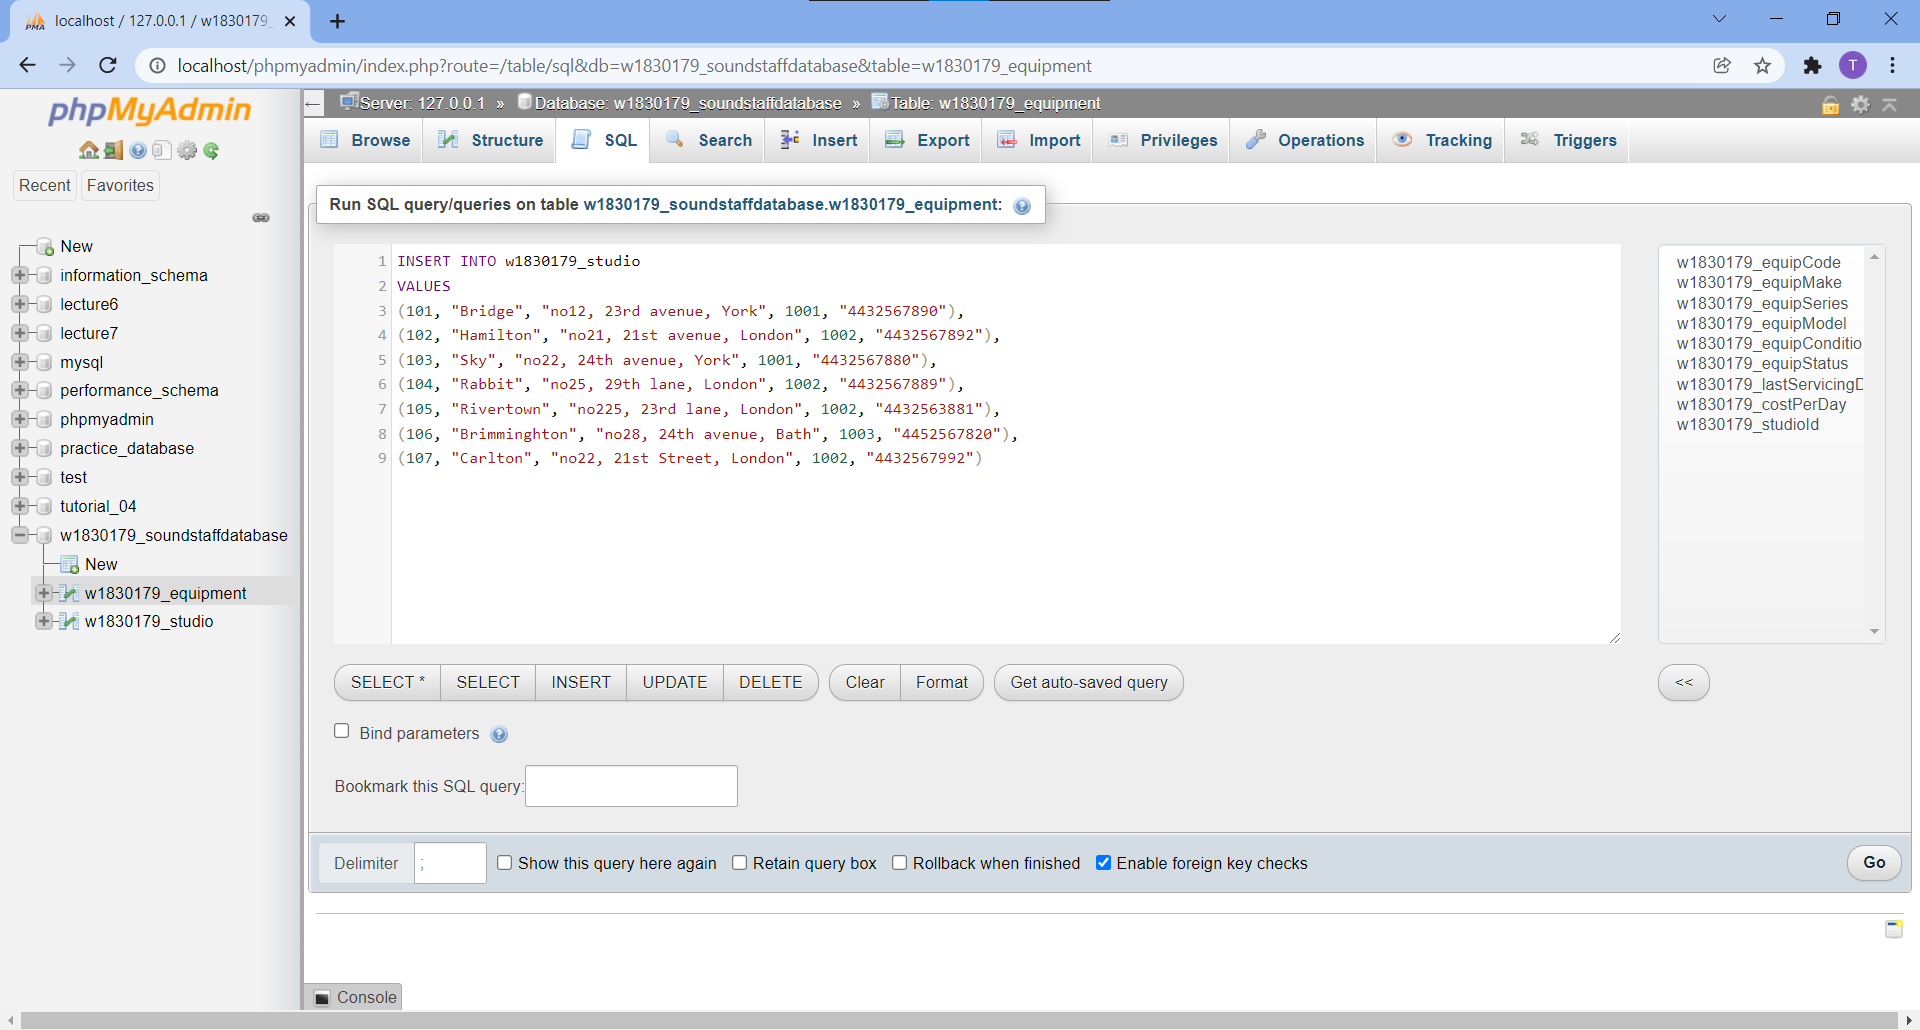 localhost / 127.0.0.1 / w1830179_
localhost/phpmyadmin/index.php?route=/table/sql&db=w1830179_soundstaffdatabase&table=w1830179_equipment
T
phpMyAdmin
Recent
Favorites
New
information_schema
lecture6
lecture7
mysql
performance_schema
phpmyadmin
practice_database
test
tutorial_04
w1830179_soundstaffdatabase
New
w1830179_equipment
w1830179_studio
Server: 127.0.0.1 » Database: w1830179_soundstaffdatabase » Table: w1830179_equipment
Browse Structure SQL Search Insert Export Import Privileges Operations Tracking Triggers
Run SQL query/queries on table w1830179_soundstaffdatabase.w1830179_equipment:
1 INSERT INTO w1830179_studio
2 VALUES
3 (101, "Bridge", "no12, 23rd avenue, York", 1001, "4432567890"),
4 (102, "Hamilton", "no21, 21st avenue, London", 1002, "4432567892"),
5 (103, "Sky", "no22, 24th avenue, York", 1001, "4432567880"),
6 (104, "Rabbit", "no25, 29th lane, London", 1002, "4432567889"),
7 (105, "Rivertown", "no225, 23rd lane, London", 1002, "4432563881"),
8 (106, "Brimminghton", "no28, 24th avenue, Bath", 1003, "4452567820"),
9 (107, "Carlton", "no22, 21st Street, London", 1002, "4432567992")
w1830179_equipCode
w1830179_equipMake
w1830179_equipSeries
w1830179_equipModel
w1830179_equipConditio
w1830179_equipStatus
w1830179_lastServicingD
w1830179_costPerDay
w1830179_studioId
SELECT * SELECT INSERT UPDATE DELETE Clear Format Get auto-saved query <<
Bind parameters
Bookmark this SQL query:
Delimiter ; Show this query here again Retain query box Rollback when finished Enable foreign key checks Go
Console